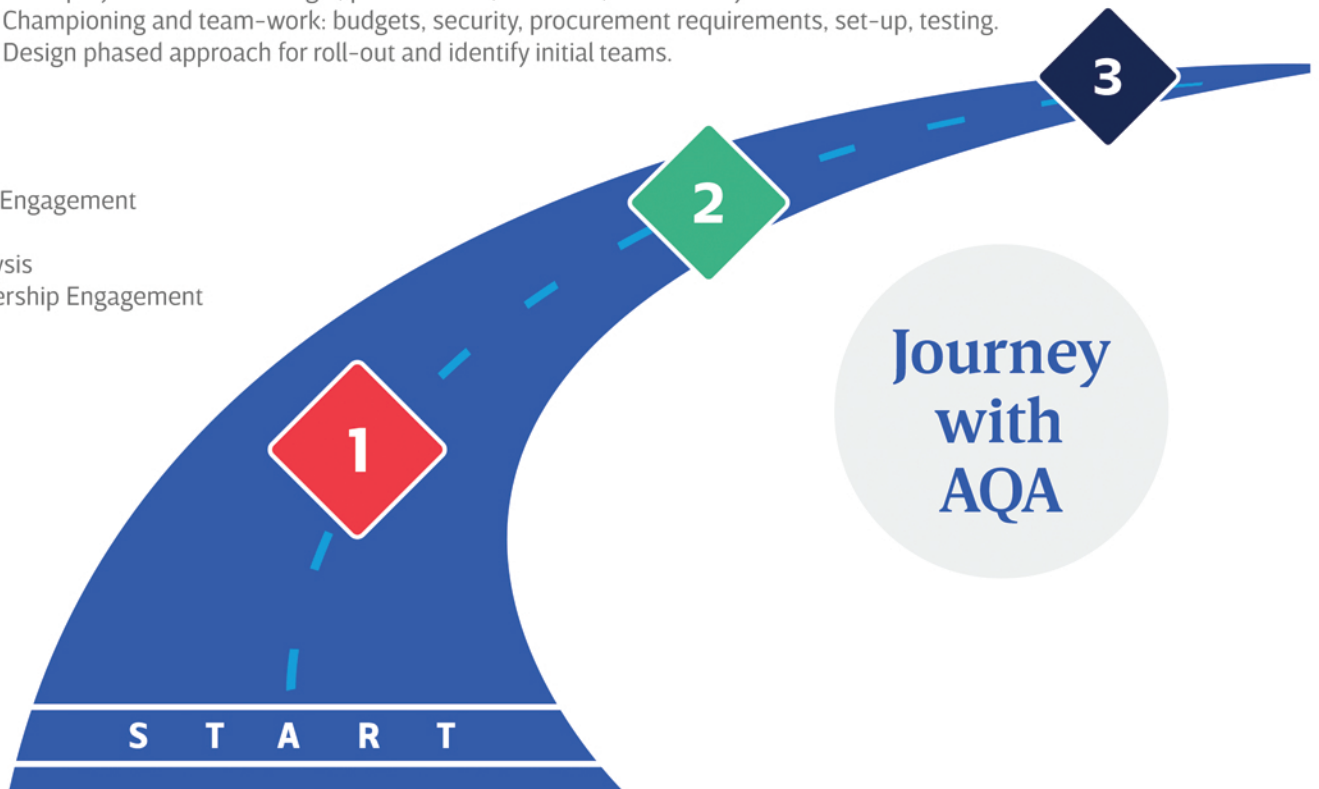 Championing and team-work: budgets, security, procurement requirements, set-up, testing.
Design phased approach for roll-out and identify initial teams.
3
2
Engagement
ership Engagement
1
Journey
with
AQA
START